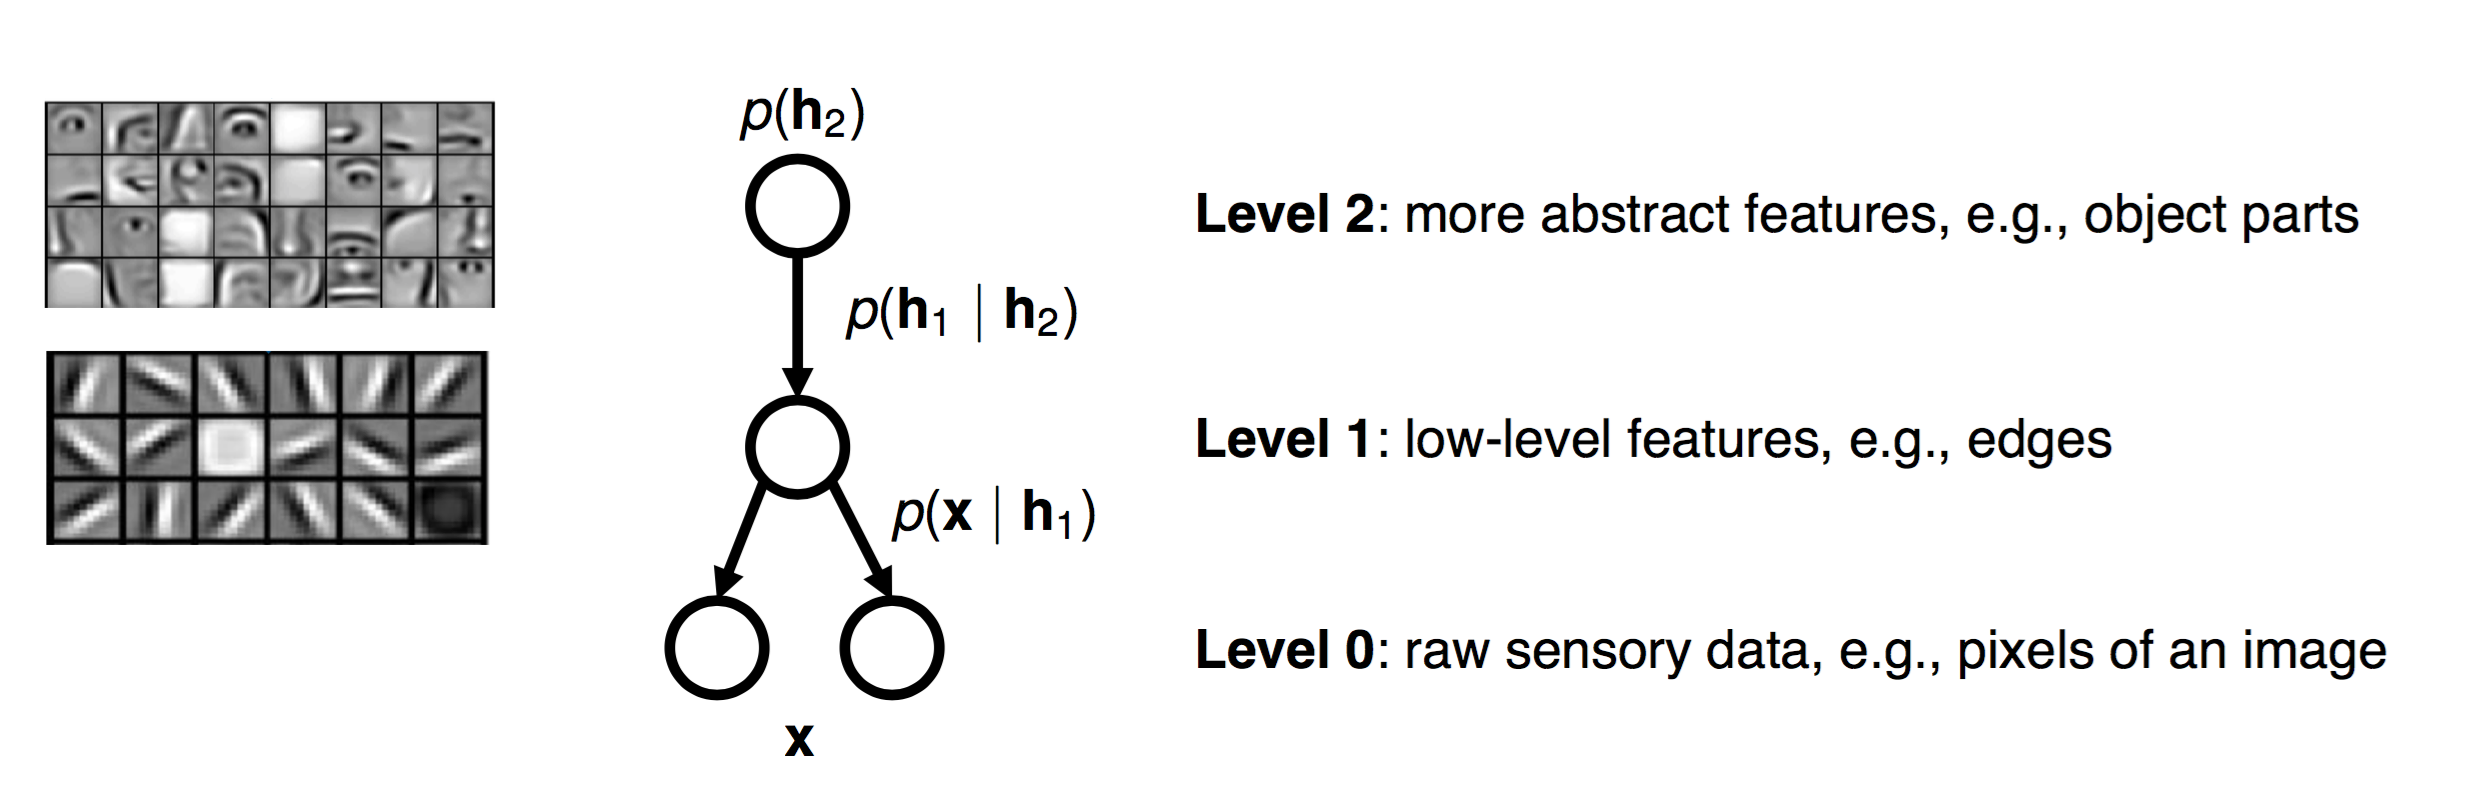 p(h₂)
Level 2: more abstract features, e.g., object parts
p(h₁ | h₂)
Level 1: low-level features, e.g., edges
p(x | h₁)
Level 0: raw sensory data, e.g., pixels of an image
x